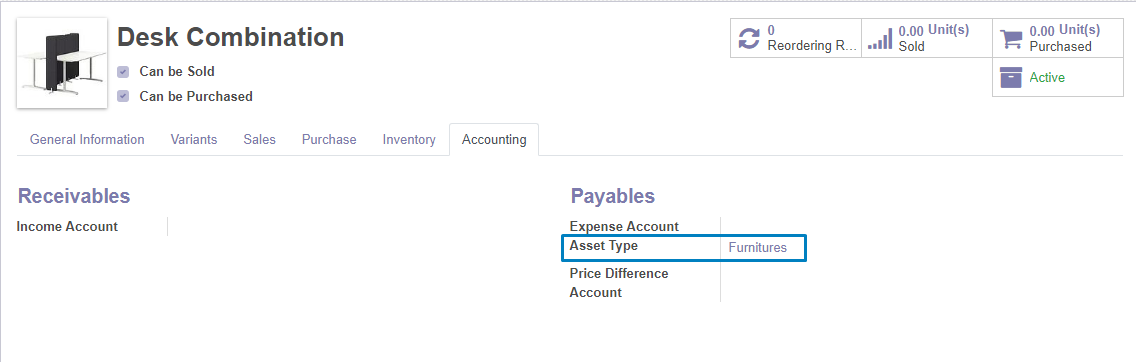 Desk Combination
Can be Sold
Can be Purchased
0
Reordering R...
0.00 Unit(s)
Sold
0.00 Unit(s)
Purchased
Active
General Information Variants Sales Purchase Inventory Accounting
Receivables
Income Account
Payables
Expense Account
Asset Type Furnitures
Price Difference
Account